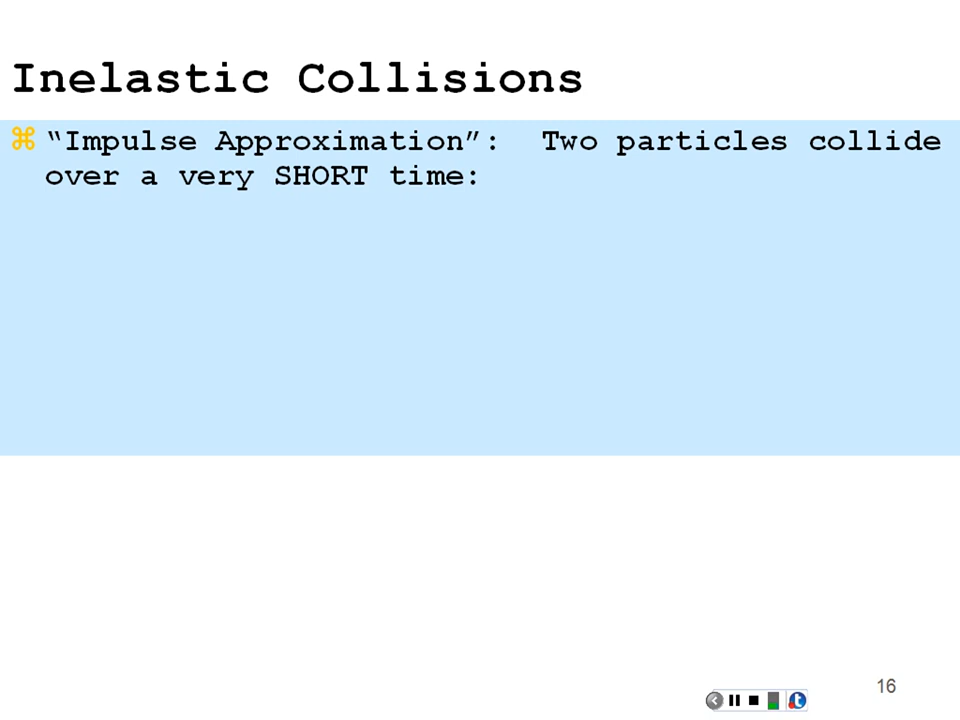 Inelastic Collisions
⌘ “Impulse Approximation”: Two particles collide
over a very SHORT time:
16